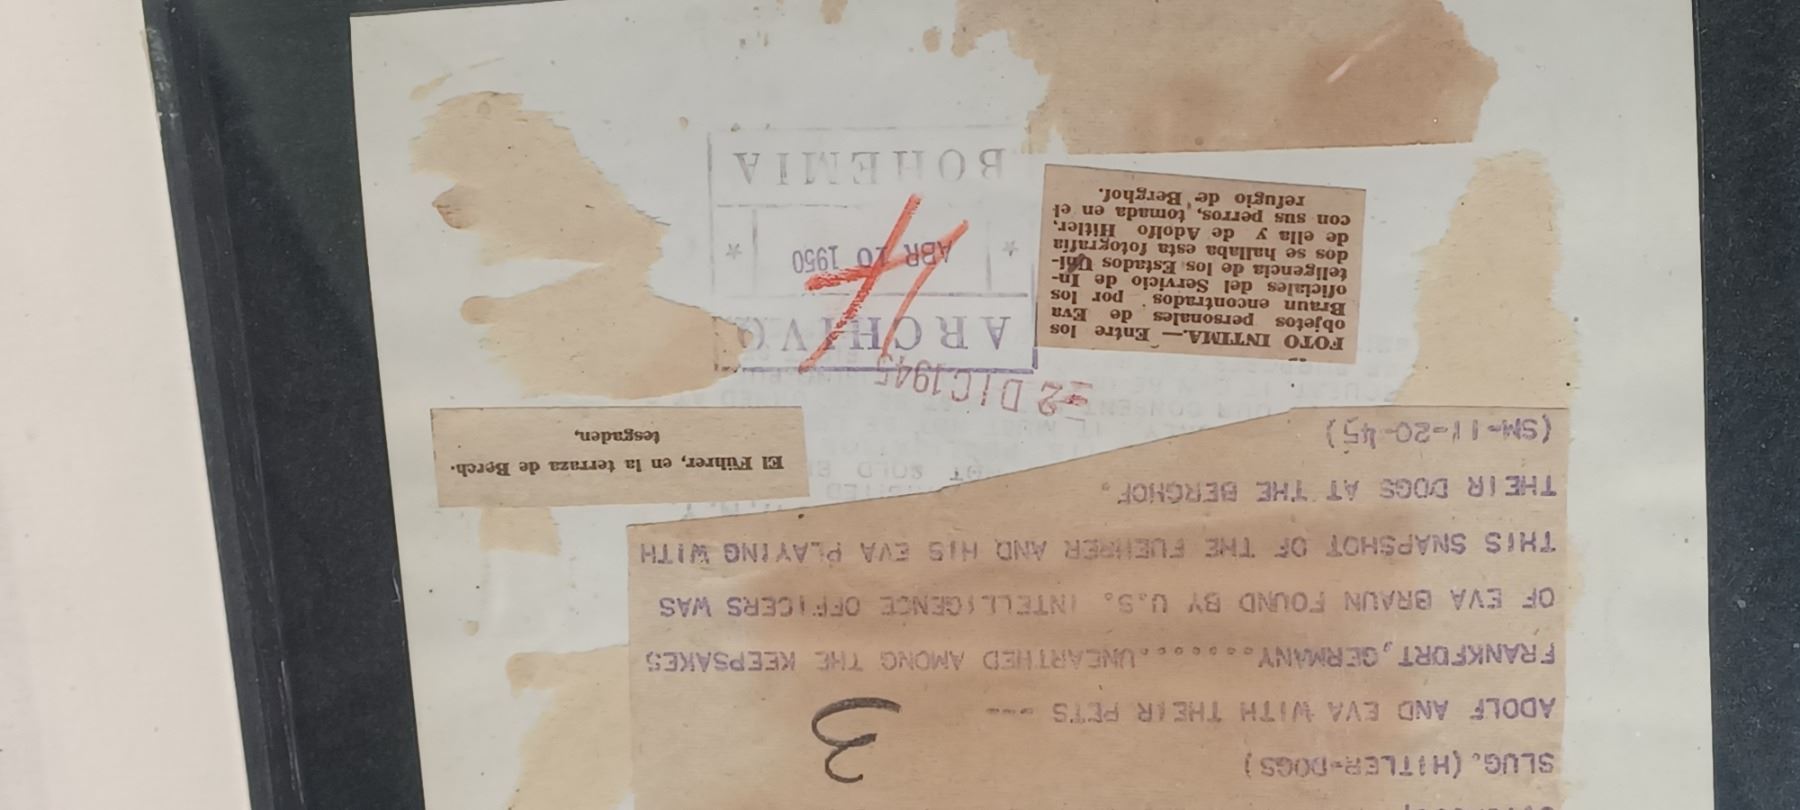 SLUG.(HITLER-DOGS)
3
ADOLF AND EVA WITH THEIR PETS ---
FRANKFORT,GERMANY.........UNEARTHED AMONG THE KEEPSAKES
OF EVA BRAUN FOUND BY U.S. INTELLIGENCE OFFICERS WAS
THIS SNAPSHOT OF THE FUEHRER AND HIS EVA PLAYING WITH
THEIR DOGS AT THE BERGHOF.
(SM-11-20-45)
El Führer, en la terraza de Berch-
tesgaden.
CONSENT
SOLD
-2 DIC 1945
FOTO INTIMA.— Entre los
objetos personales de Eva
Braun encontrados por los
oficiales del Servicio de In-
teligencia de los Estados Uni-
dos se hallaba esta fotografía
de ella y de Adolfo Hitler,
con sus perros, tomada en el
refugio de Berghof.
ARCHIVO
* ABR 10 1950 *
BOHEMIA